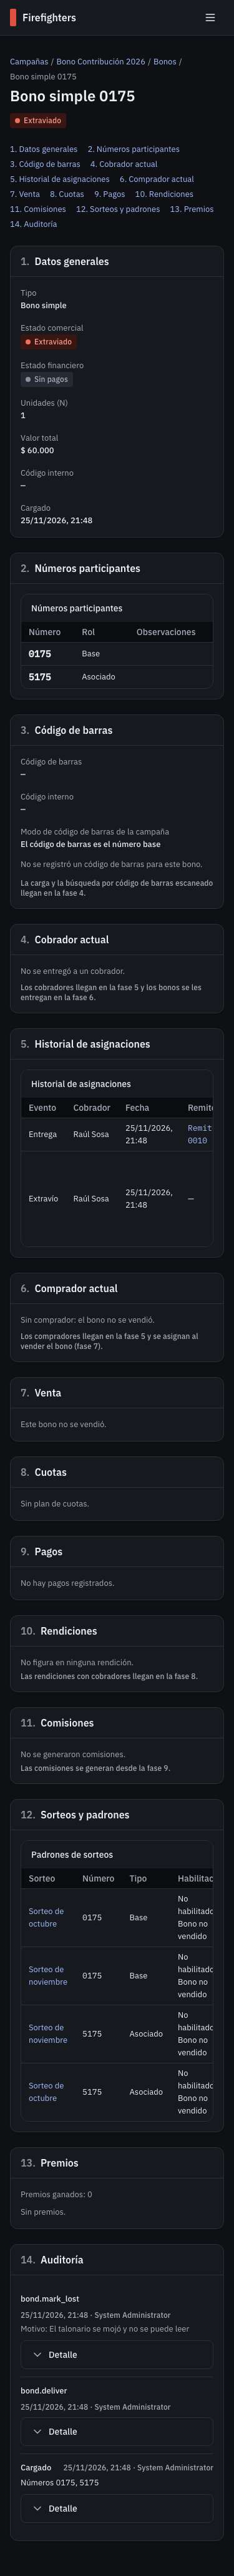 Firefighters
Campañas / Bono Contribución 2026 / Bonos /
Bono simple 0175
Bono simple 0175
Extraviado
1. Datos generales 2. Números participantes
3. Código de barras 4. Cobrador actual
5. Historial de asignaciones 6. Comprador actual
7. Venta 8. Cuotas 9. Pagos 10. Rendiciones
11. Comisiones 12. Sorteos y padrones 13. Premios
14. Auditoría
1. Datos generales
Tipo
Bono simple
Estado comercial
Extraviado
Estado financiero
Sin pagos
Unidades (N)
1
Valor total
$ 60.000
Código interno
—
Cargado
25/11/2026, 21:48
2. Números participantes
Números participantes
Número Rol Observaciones
0175 Base
5175 Asociado
3. Código de barras
Código de barras
—
Código interno
—
Modo de código de barras de la campaña
El código de barras es el número base
No se registró un código de barras para este bono.
La carga y la búsqueda por código de barras escaneado
llegan en la fase 4.
4. Cobrador actual
No se entregó a un cobrador.
Los cobradores llegan en la fase 5 y los bonos se les
entregan en la fase 6.
5. Historial de asignaciones
Historial de asignaciones
Evento Cobrador Fecha Remito
Entrega Raúl Sosa 25/11/2026, 21:48 Remit 0010
Extravío Raúl Sosa 25/11/2026, 21:48 —
6. Comprador actual
Sin comprador: el bono no se vendió.
Los compradores llegan en la fase 5 y se asignan al
vender el bono (fase 7).
7. Venta
Este bono no se vendió.
8. Cuotas
Sin plan de cuotas.
9. Pagos
No hay pagos registrados.
10. Rendiciones
No figura en ninguna rendición.
Las rendiciones con cobradores llegan en la fase 8.
11. Comisiones
No se generaron comisiones.
Las comisiones se generan desde la fase 9.
12. Sorteos y padrones
Padrones de sorteos
Sorteo Número Tipo Habilitac
Sorteo de octubre 0175 Base No habilitado Bono no vendido
Sorteo de noviembre 0175 Base No habilitado Bono no vendido
Sorteo de noviembre 5175 Asociado No habilitado Bono no vendido
Sorteo de octubre 5175 Asociado No habilitado Bono no vendido
13. Premios
Premios ganados: 0
Sin premios.
14. Auditoría
bond.mark_lost
25/11/2026, 21:48 · System Administrator
Motivo: El talonario se mojó y no se puede leer
Detalle
bond.deliver
25/11/2026, 21:48 · System Administrator
Detalle
Cargado 25/11/2026, 21:48 · System Administrator
Números 0175, 5175
Detalle